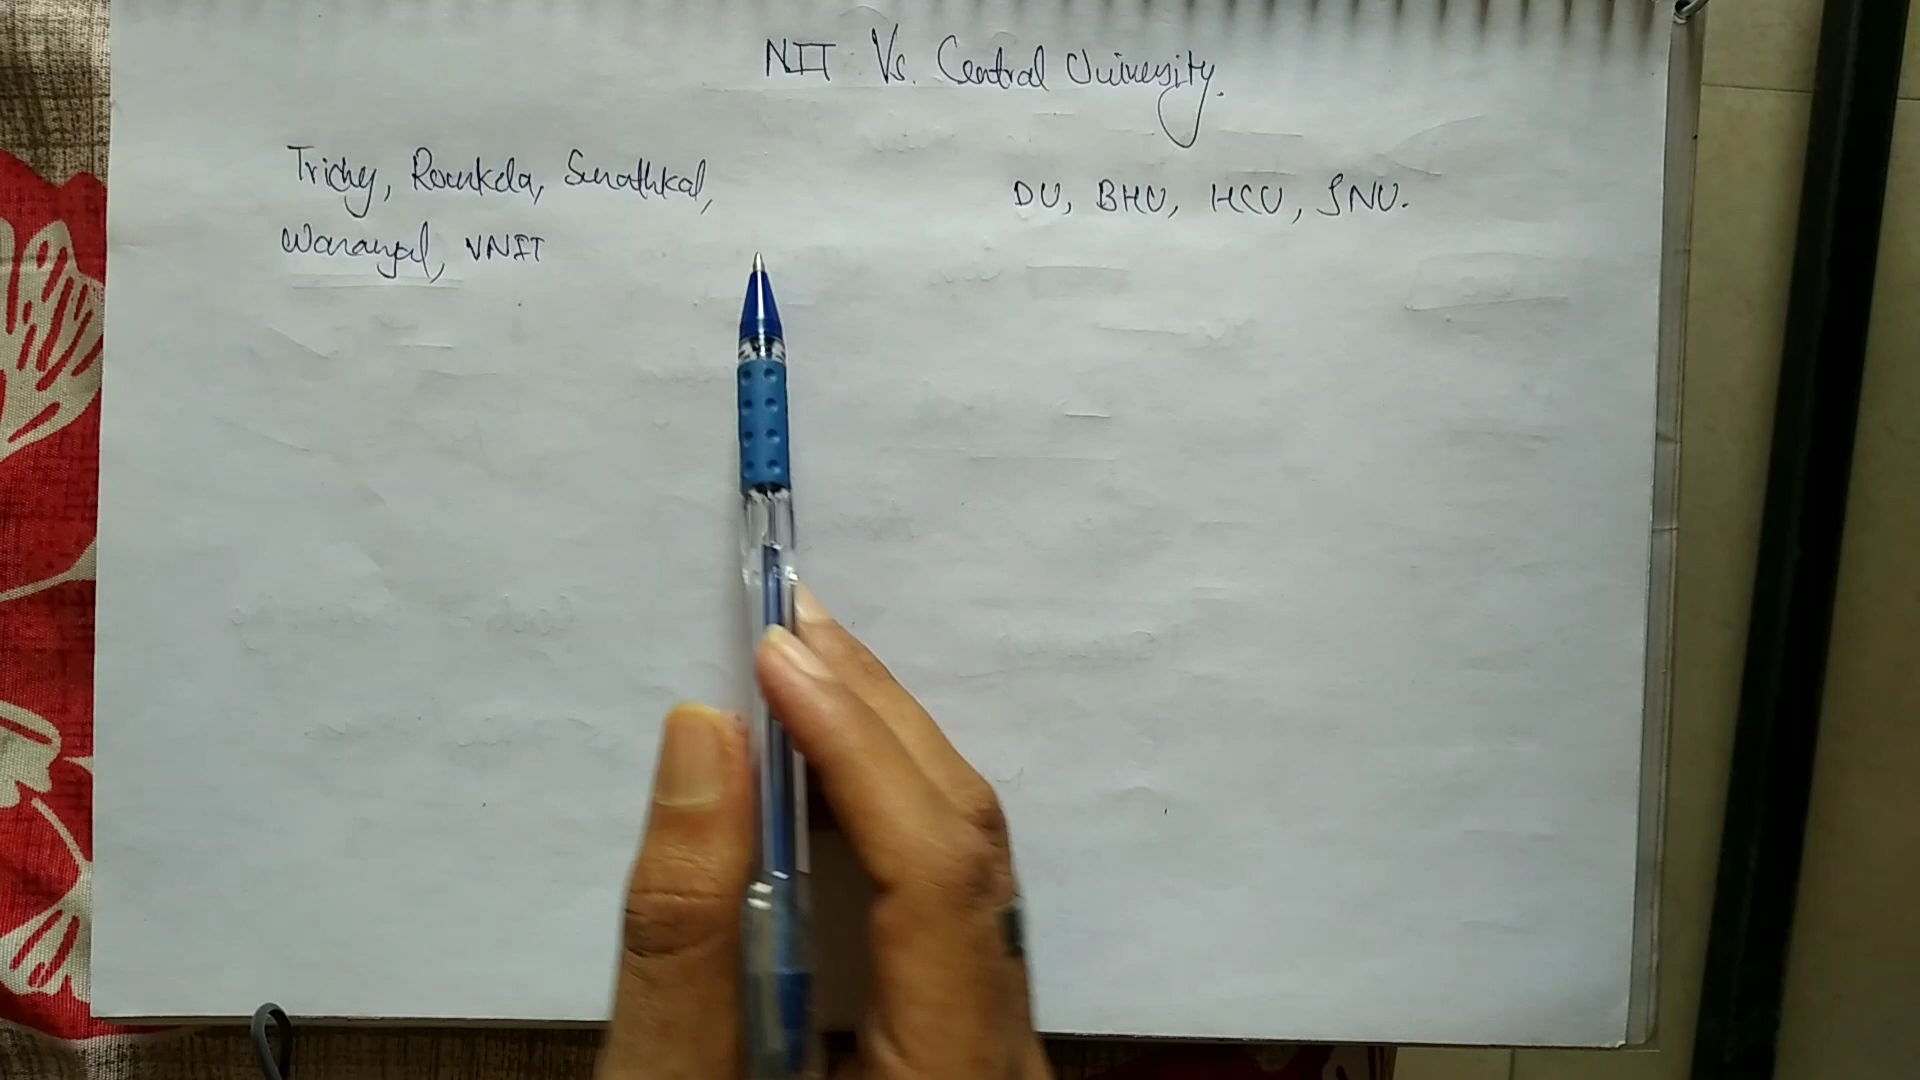 NIT Vs. Central University.
Trichy, Rourkela, Surathkal,
Warangal, VNIT
DU, BHU, HCU, JNU.